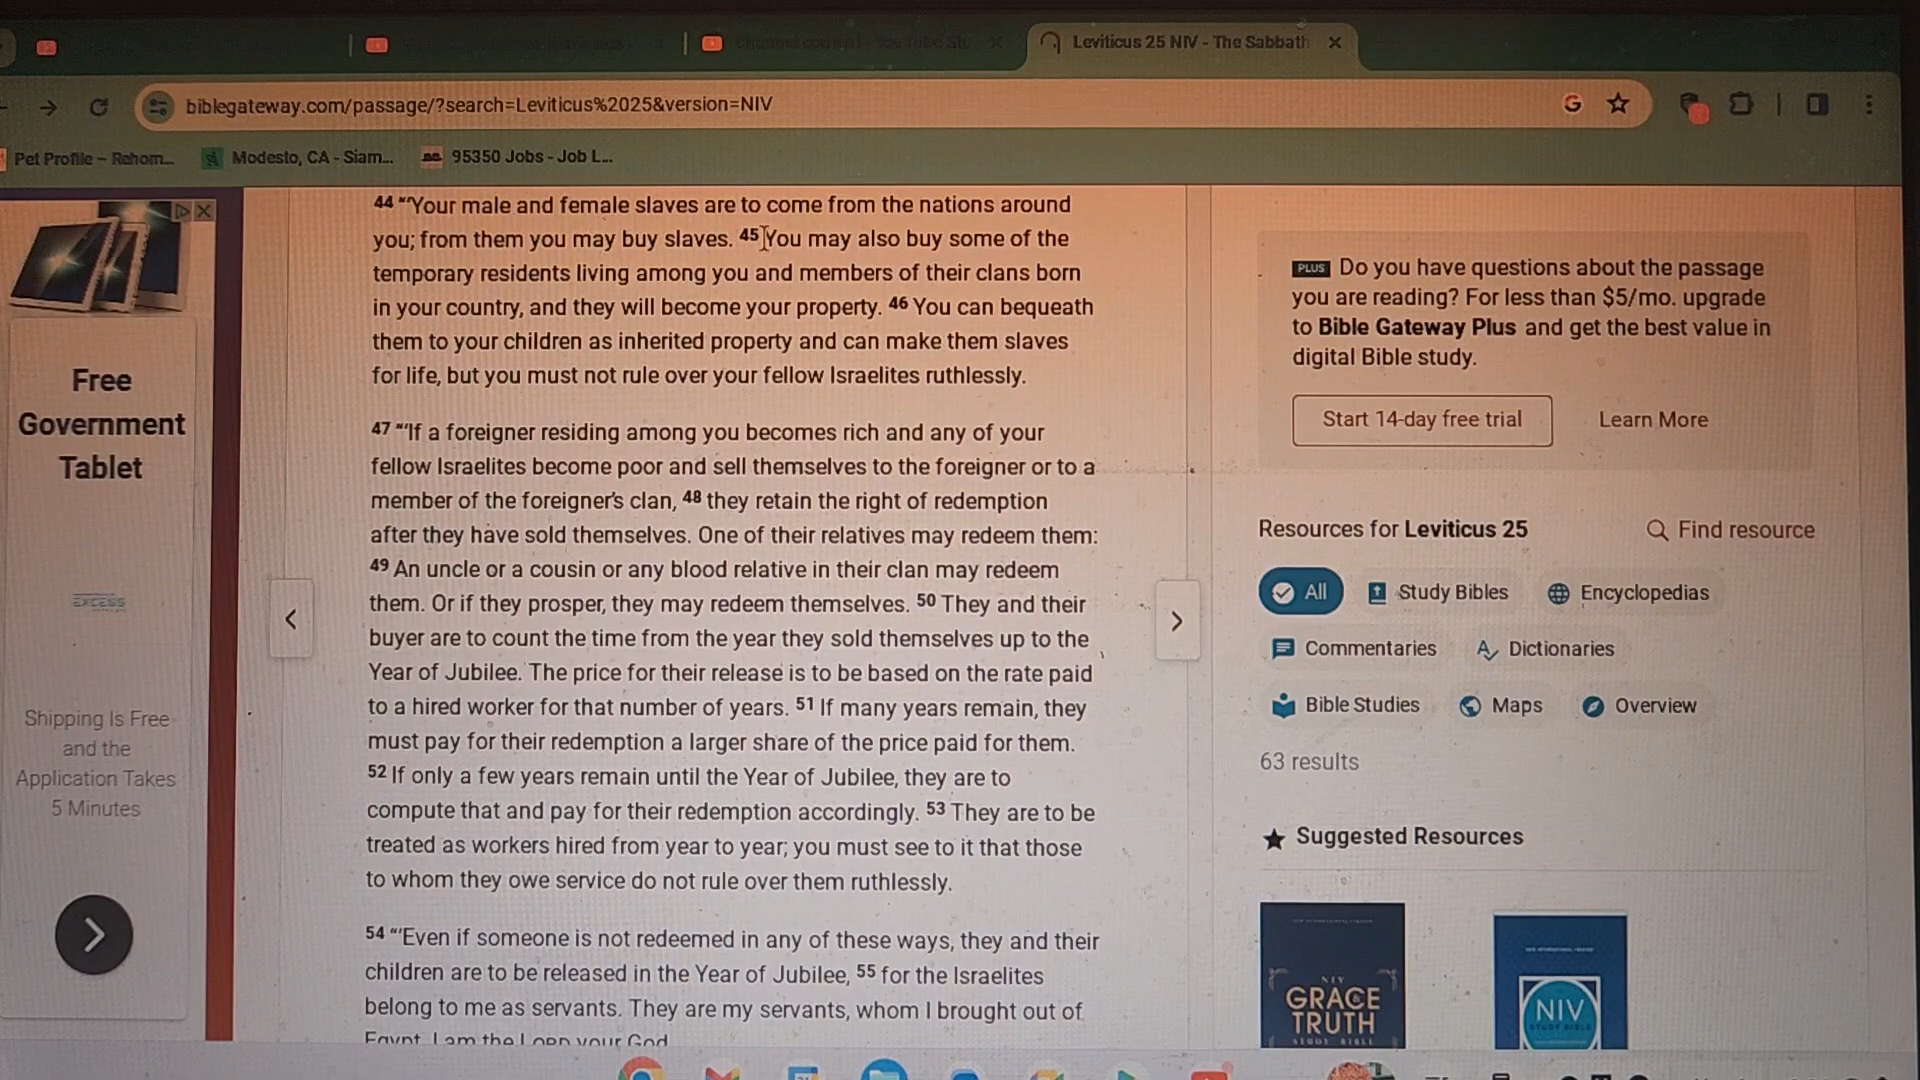 Leviticus 25 NIV - The Sabbath
biblegateway.com/passage/?search=Leviticus%2025&version=NIV
Pet Profile – Rehom...
Modesto, CA - Siam...
95350 Jobs - Job L...
44 “‘Your male and female slaves are to come from the nations around
you; from them you may buy slaves. 45 You may also buy some of the
temporary residents living among you and members of their clans born
in your country, and they will become your property. 46 You can bequeath
them to your children as inherited property and can make them slaves
for life, but you must not rule over your fellow Israelites ruthlessly.
47 “‘If a foreigner residing among you becomes rich and any of your
fellow Israelites become poor and sell themselves to the foreigner or to a
member of the foreigner’s clan, 48 they retain the right of redemption
after they have sold themselves. One of their relatives may redeem them:
49 An uncle or a cousin or any blood relative in their clan may redeem
them. Or if they prosper, they may redeem themselves. 50 They and their
buyer are to count the time from the year they sold themselves up to the
Year of Jubilee. The price for their release is to be based on the rate paid
to a hired worker for that number of years. 51 If many years remain, they
must pay for their redemption a larger share of the price paid for them.
52 If only a few years remain until the Year of Jubilee, they are to
compute that and pay for their redemption accordingly. 53 They are to be
treated as workers hired from year to year; you must see to it that those
to whom they owe service do not rule over them ruthlessly.
54 “‘Even if someone is not redeemed in any of these ways, they and their
children are to be released in the Year of Jubilee, 55 for the Israelites
belong to me as servants. They are my servants, whom I brought out of
Egypt. I am the LORD your God
Free
Government
Tablet
EXCESS
Shipping Is Free
and the
Application Takes
5 Minutes
PLUS Do you have questions about the passage
you are reading? For less than $5/mo. upgrade
to Bible Gateway Plus and get the best value in
digital Bible study.
Start 14-day free trial
Learn More
Resources for Leviticus 25
Find resource
All
Study Bibles
Encyclopedias
Commentaries
Dictionaries
Bible Studies
Maps
Overview
63 results
Suggested Resources
NIV
GRACE
TRUTH
STUDY BIBLE
NIV
STUDY BIBLE